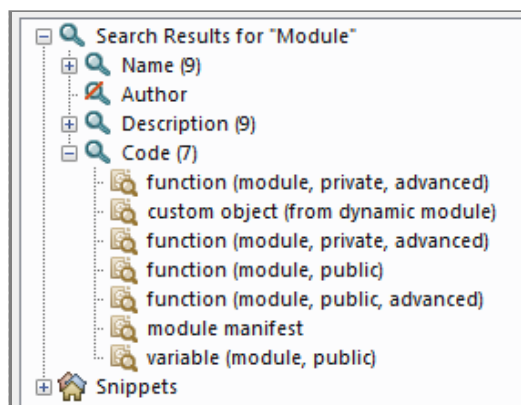 Search Results for "Module"
Name (9)
Author
Description (9)
Code (7)
function (module, private, advanced)
custom object (from dynamic module)
function (module, private, advanced)
function (module, public)
function (module, public, advanced)
module manifest
variable (module, public)
Snippets